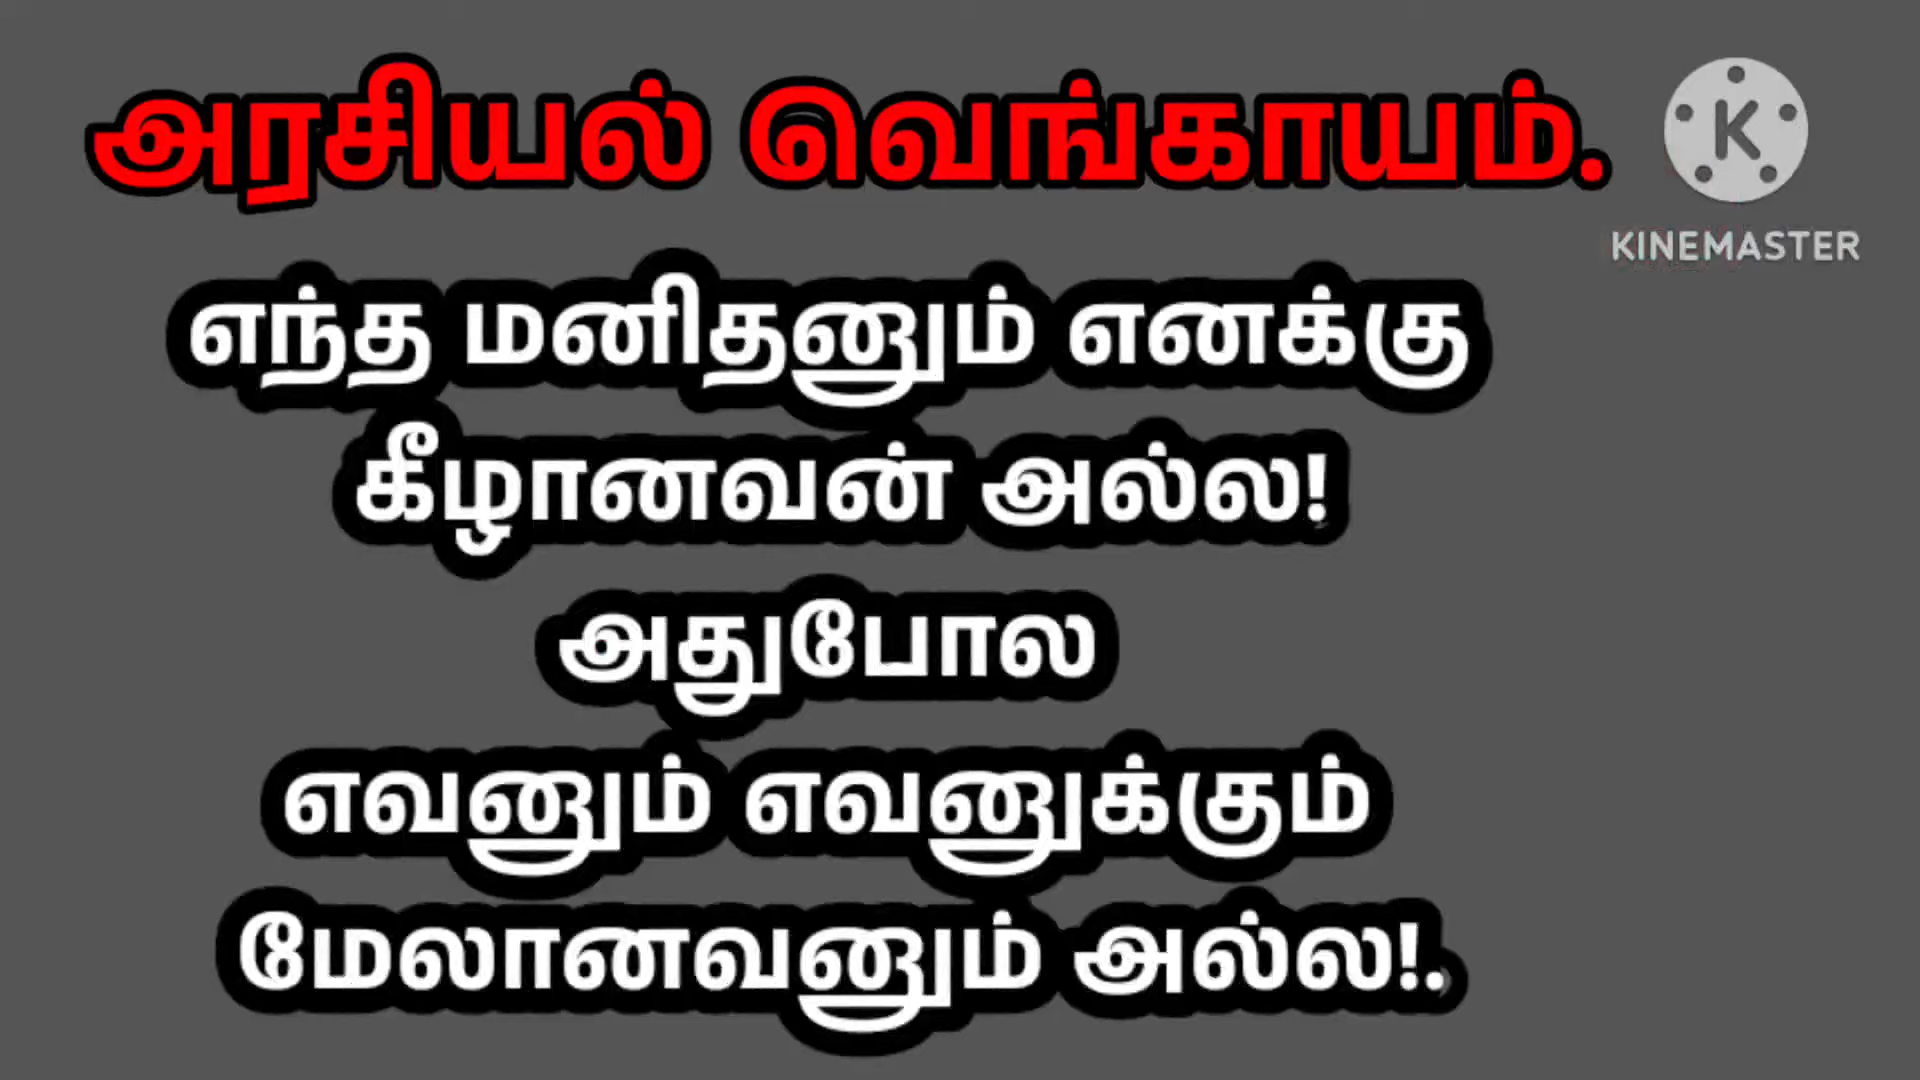 அரசியல் வெங்காயம்.
KINEMASTER
எந்த மனிதனும் எனக்கு
கீழானவன் அல்ல!
அதுபோல
எவனும் எவனுக்கும்
மேலானவனும் அல்ல!.